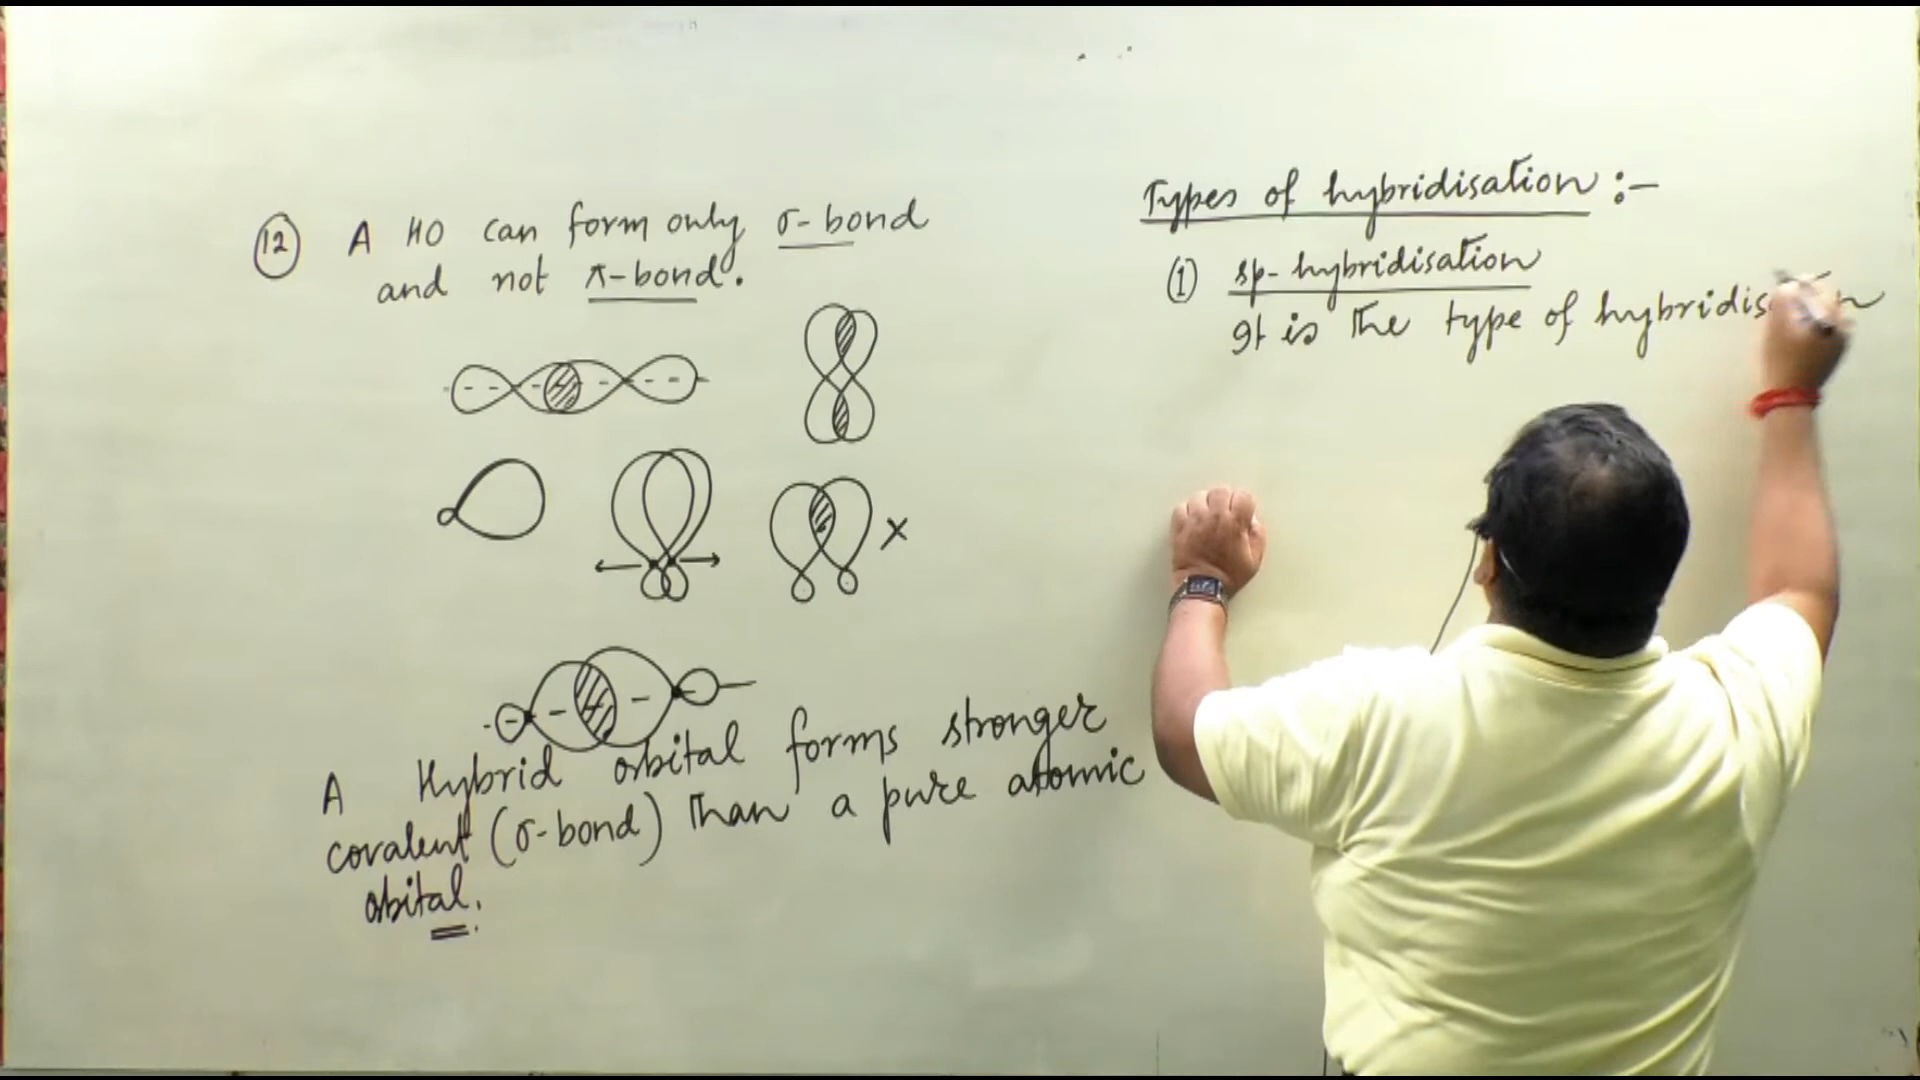 12 A HO can form only σ-bond
and not π-bond.
A Hybrid orbital forms stronger
covalent (σ-bond) than a pure atomic
orbital.
Types of hybridisation :-
(1) sp-hybridisation
It is the type of